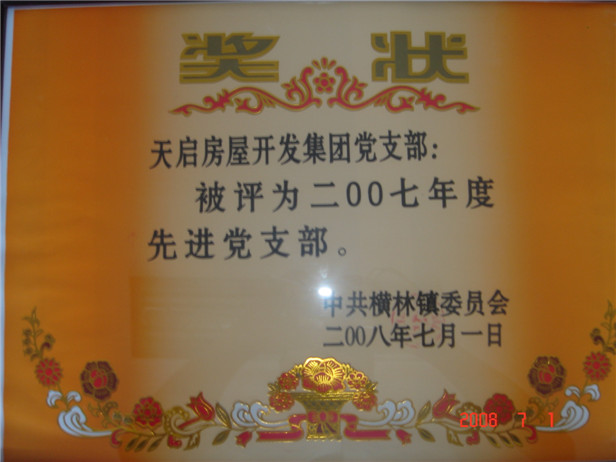 奖状
天启房屋开发集团党支部：
被评为二00七年度
先进党支部。
中共横林镇委员会
二00八年七月一日
2008 7 1